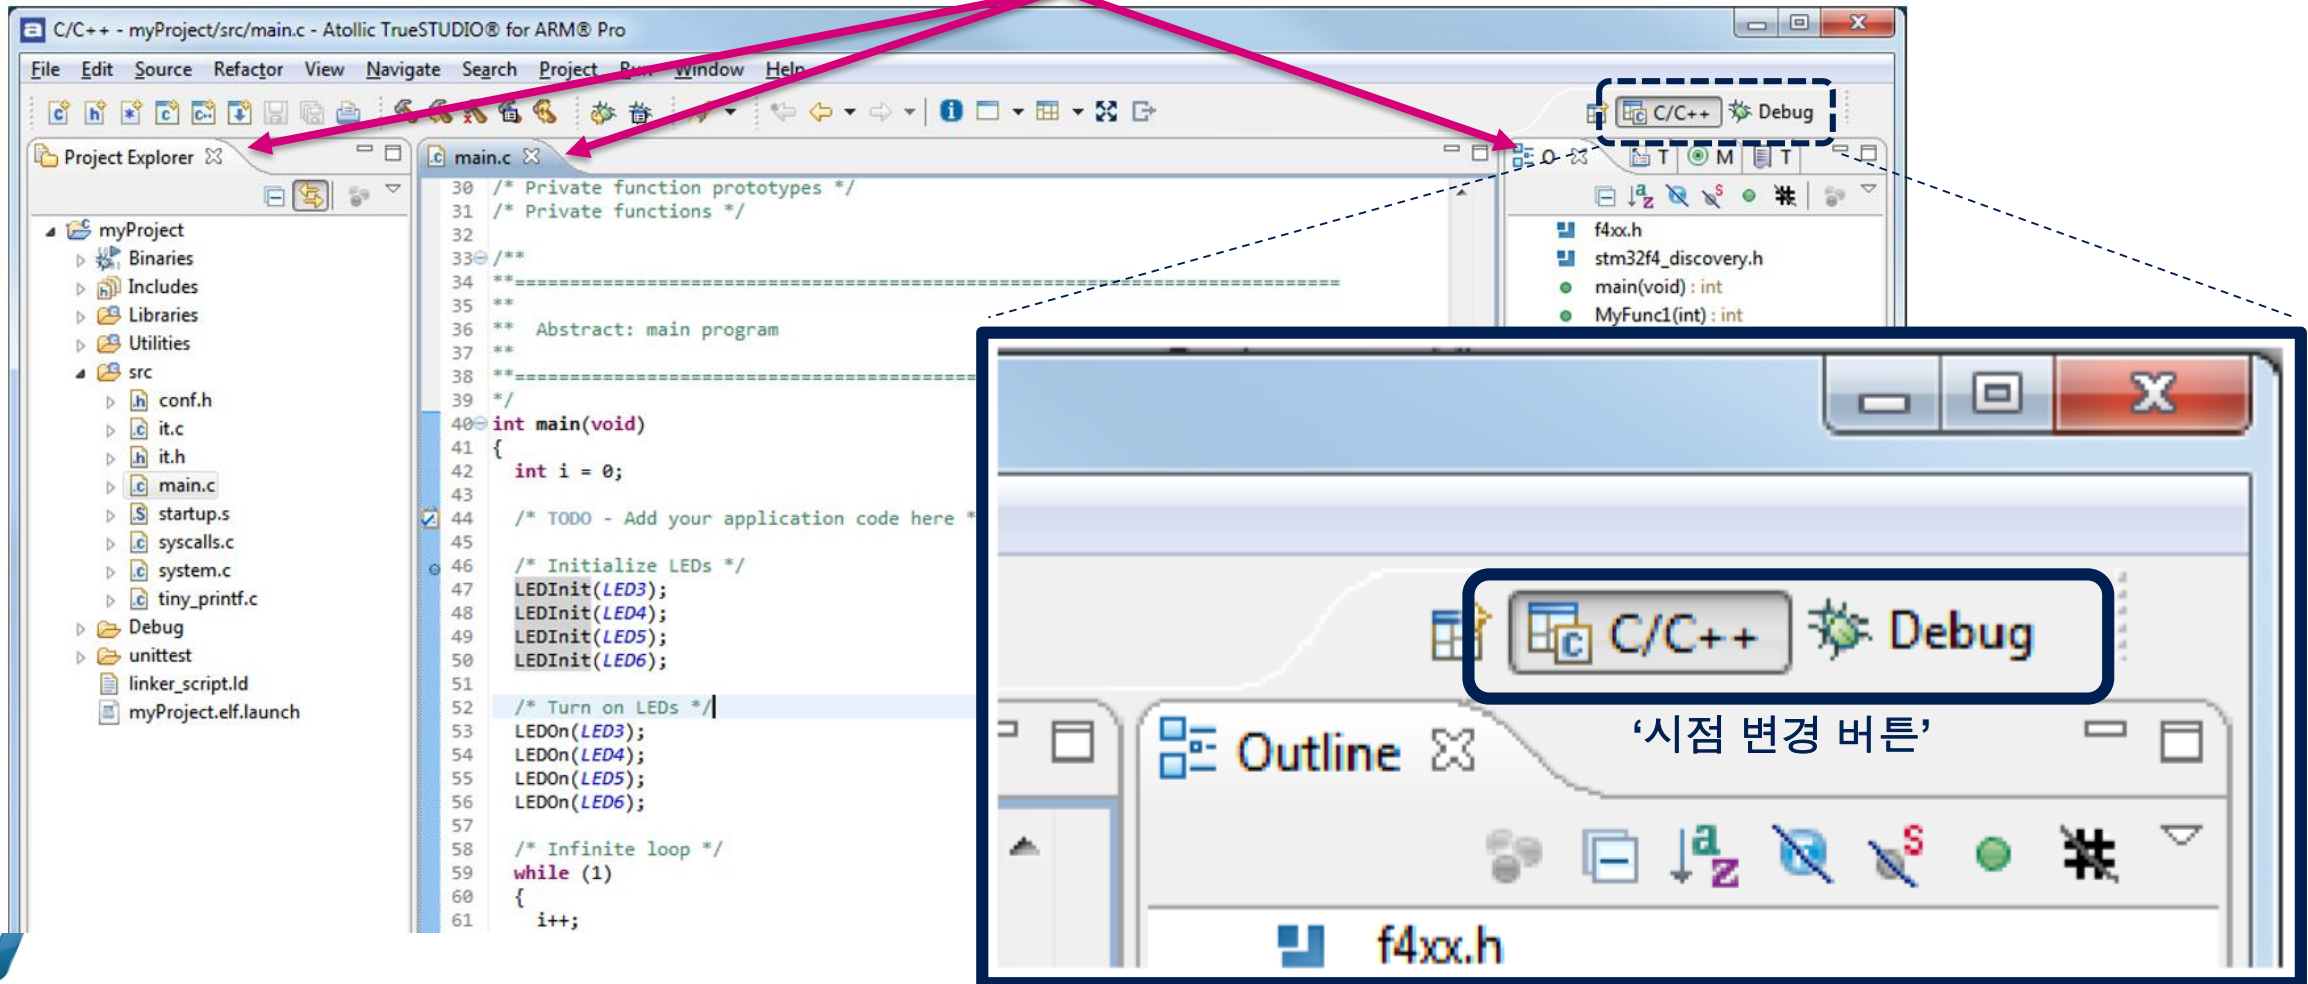 C/C++ - myProject/src/main.c - Atollic TrueSTUDIO® for ARM® Pro
File Edit Source Refactor View Navigate Search Project Run Window Help
C/C++ Debug
Project Explorer
myProject
Binaries
Includes
Libraries
Utilities
src
conf.h
it.c
it.h
main.c
startup.s
syscalls.c
system.c
tiny_printf.c
Debug
unittest
linker_script.ld
myProject.elf.launch
main.c
30 /* Private function prototypes */
31 /* Private functions */
32
33 /**
34 **===========================================================================
35 **
36 ** Abstract: main program
37 **
38 **==========================================
39 */
40 int main(void)
41 {
42 int i = 0;
43
44 /* TODO - Add your application code here *
45
46 /* Initialize LEDs */
47 LEDInit(LED3);
48 LEDInit(LED4);
49 LEDInit(LED5);
50 LEDInit(LED6);
51
52 /* Turn on LEDs */
53 LEDOn(LED3);
54 LEDOn(LED4);
55 LEDOn(LED5);
56 LEDOn(LED6);
57
58 /* Infinite loop */
59 while (1)
60 {
61 i++;
O T M T
f4xx.h
stm32f4_discovery.h
main(void) : int
MyFunc1(int) : int
C/C++ Debug
‘시점 변경 버튼’
Outline
f4xx.h